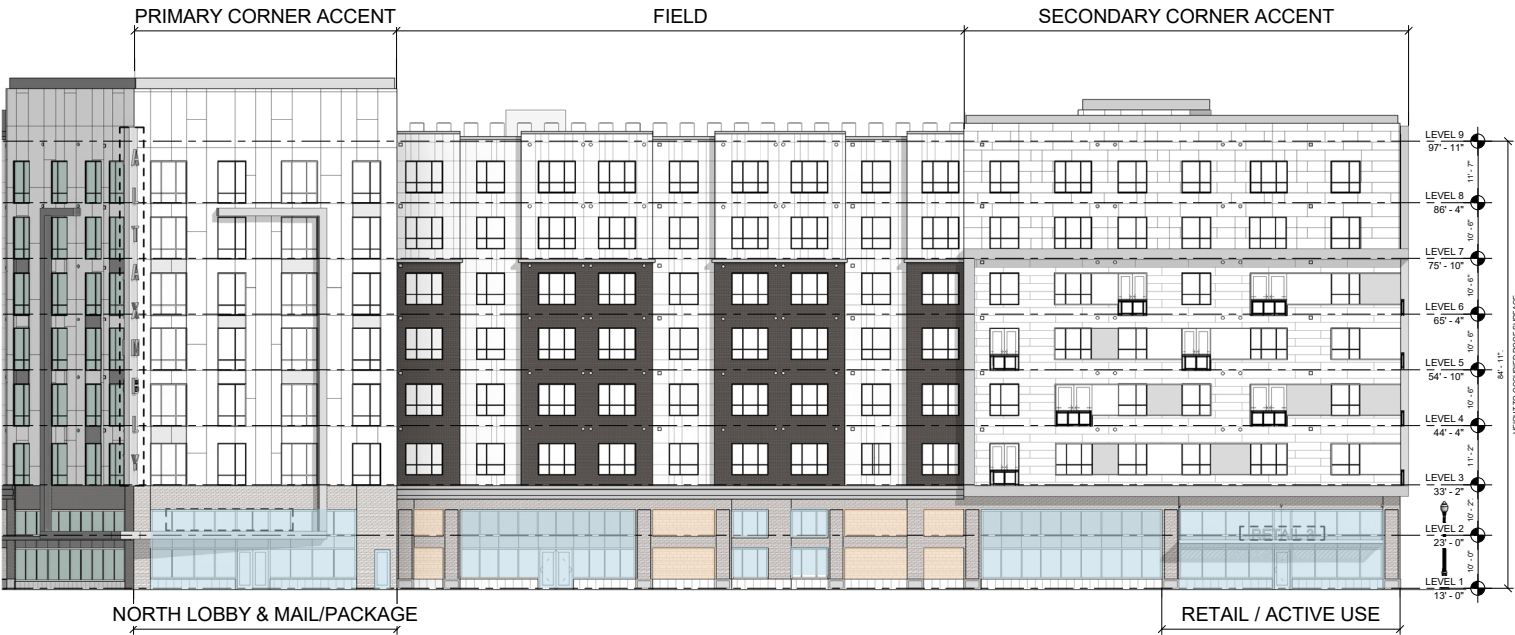 PRIMARY CORNER ACCENT
FIELD
SECONDARY CORNER ACCENT
LEVEL 9
97' - 11"
11' - 7"
LEVEL 8
86' - 4"
10' - 6"
LEVEL 7
75' - 10"
10' - 6"
LEVEL 6
65' - 4"
10' - 6"
LEVEL 5
54' - 10"
10' - 6"
LEVEL 4
44' - 4"
11' - 2"
LEVEL 3
33' - 2"
10' - 2"
LEVEL 2
23' - 0"
10' - 0"
LEVEL 1
13' - 0"
84' - 11"
RETAIL
NORTH LOBBY & MAIL/PACKAGE
RETAIL / ACTIVE USE